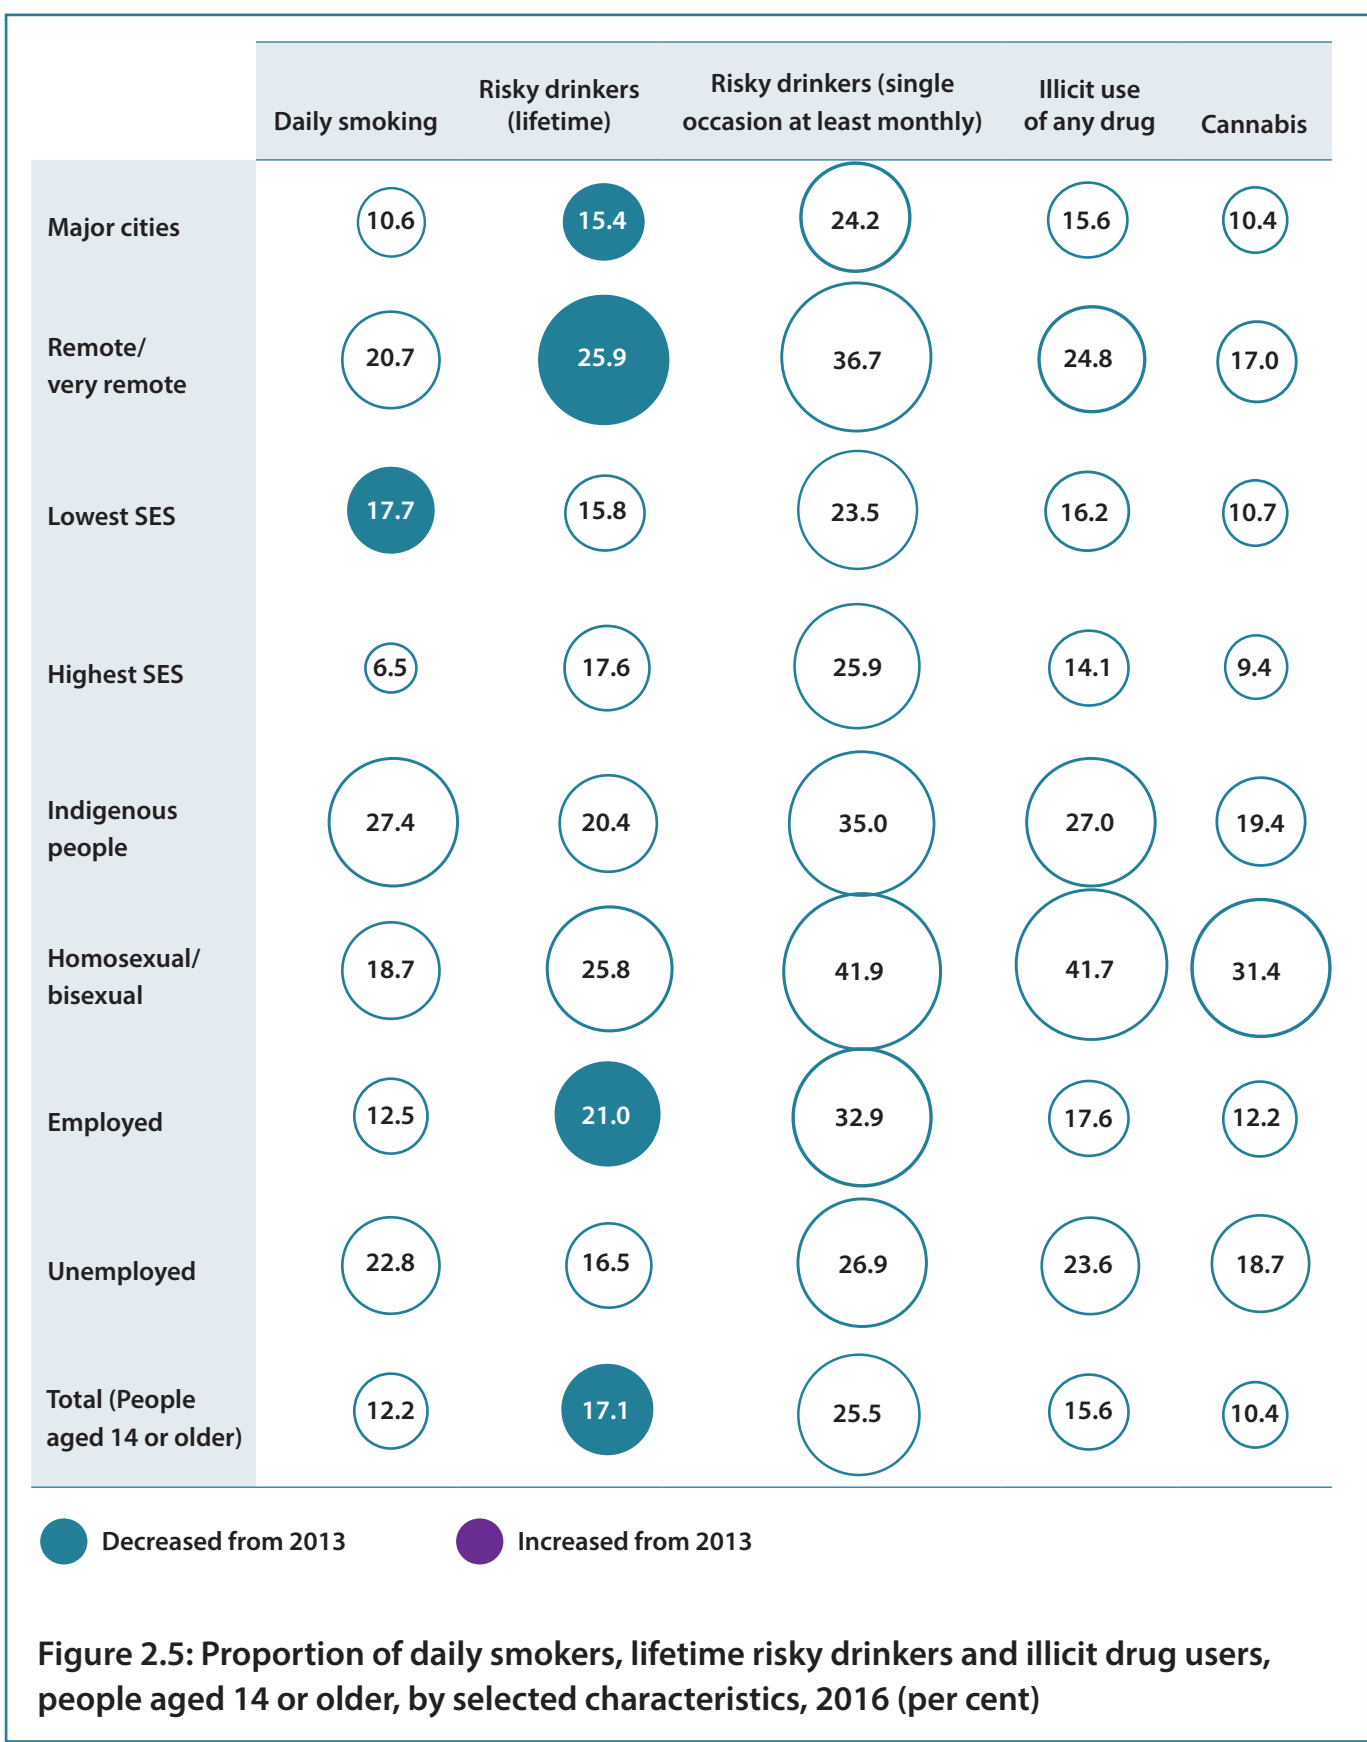 Daily smoking
Risky drinkers
(lifetime)
Risky drinkers (single
occasion at least monthly)
Illicit use
of any drug
Cannabis
Major cities
10.6
15.4
24.2
15.6
10.4
Remote/
very remote
20.7
25.9
36.7
24.8
17.0
Lowest SES
17.7
15.8
23.5
16.2
10.7
Highest SES
6.5
17.6
25.9
14.1
9.4
Indigenous
people
27.4
20.4
35.0
27.0
19.4
Homosexual/
bisexual
18.7
25.8
41.9
41.7
31.4
Employed
12.5
21.0
32.9
17.6
12.2
Unemployed
22.8
16.5
26.9
23.6
18.7
Total (People
aged 14 or older)
12.2
17.1
25.5
15.6
10.4
Decreased from 2013
Increased from 2013
Figure 2.5: Proportion of daily smokers, lifetime risky drinkers and illicit drug users,
people aged 14 or older, by selected characteristics, 2016 (per cent)